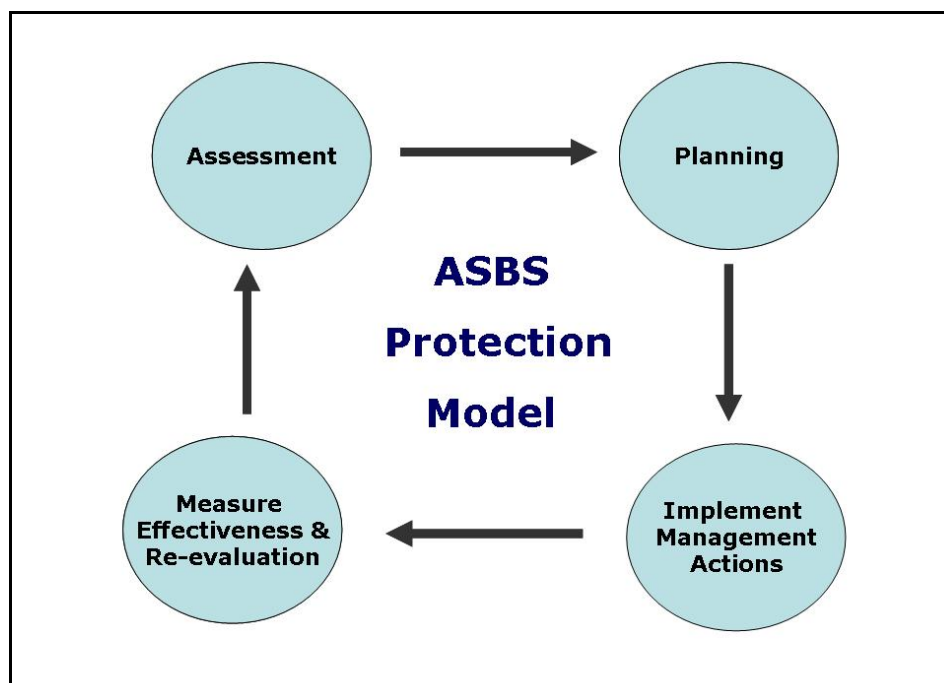 Assessment
Planning
ASBS
Protection
Model
Measure
Effectiveness &
Re-evaluation
Implement
Management
Actions